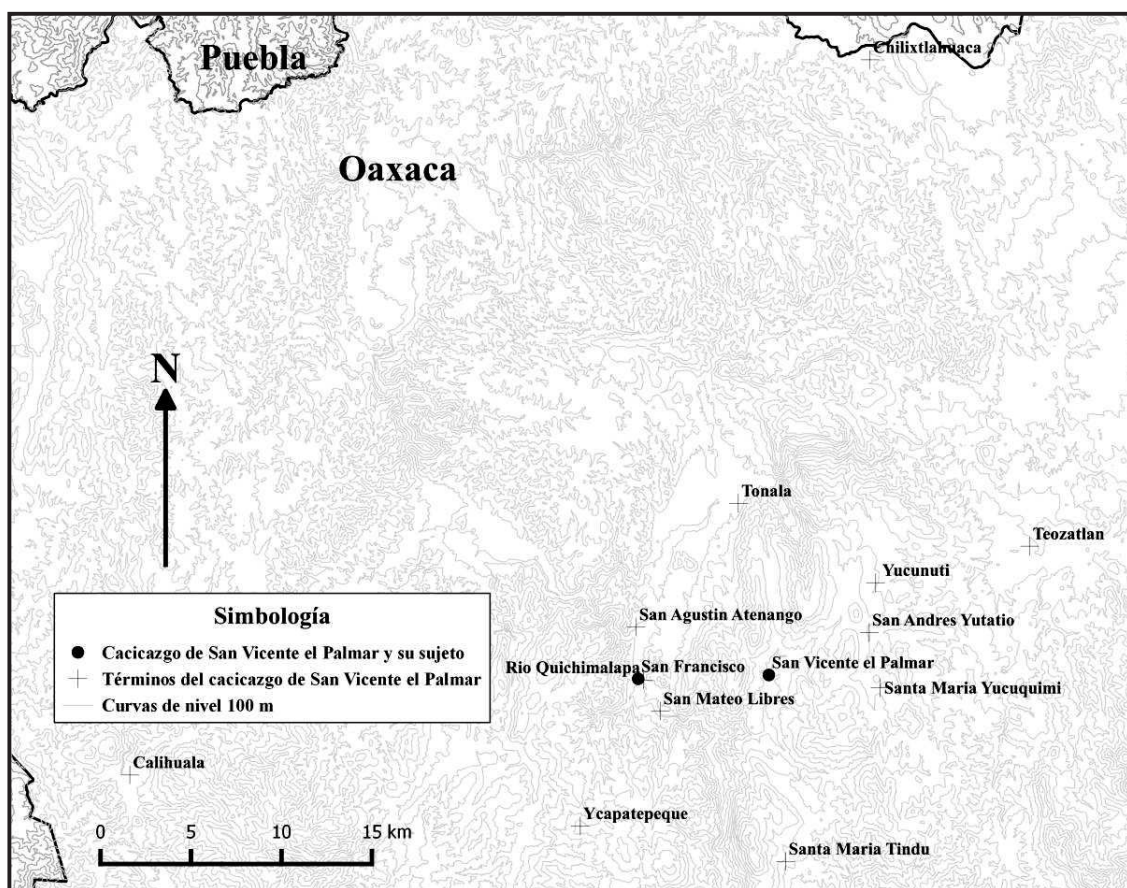 Puebla
Chilixtlahuaca
Oaxaca
N
Tonala
Teozatlan
Yucunuti
Simbología
Cacicazgo de San Vicente el Palmar y su sujeto
Términos del cacicazgo de San Vicente el Palmar
Curvas de nivel 100 m
San Agustin Atenango
San Andres Yutatio
Rio Quichimalapa
San Francisco
San Vicente el Palmar
San Mateo Libres
Santa Maria Yucuquimi
Calihuala
Ycapatepeque
0 5 10 15 km
Santa Maria Tindu